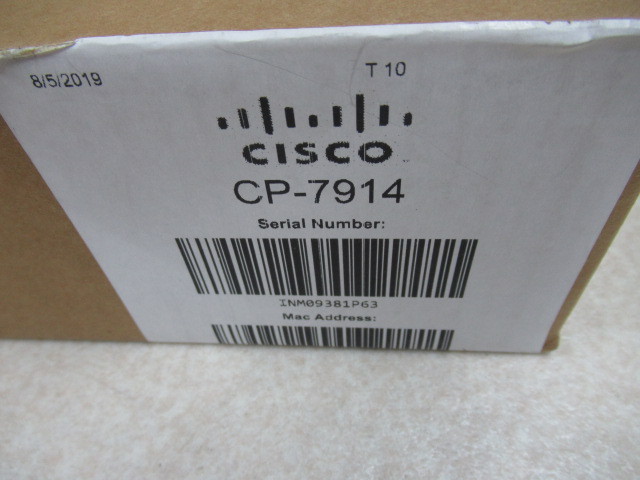 8/5/2019 T 10
CISCO
CP-7914
Serial Number:
INM09381P63
Mac Address: